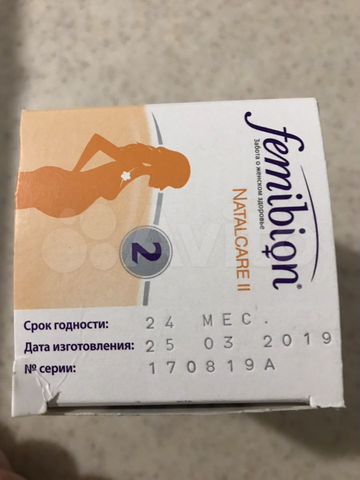 femibion®
Забота о женском здоровье
NATALCARE II
2
Срок годности: 24 МЕС.
Дата изготовления: 25 03 2019
№ серии: 170819A